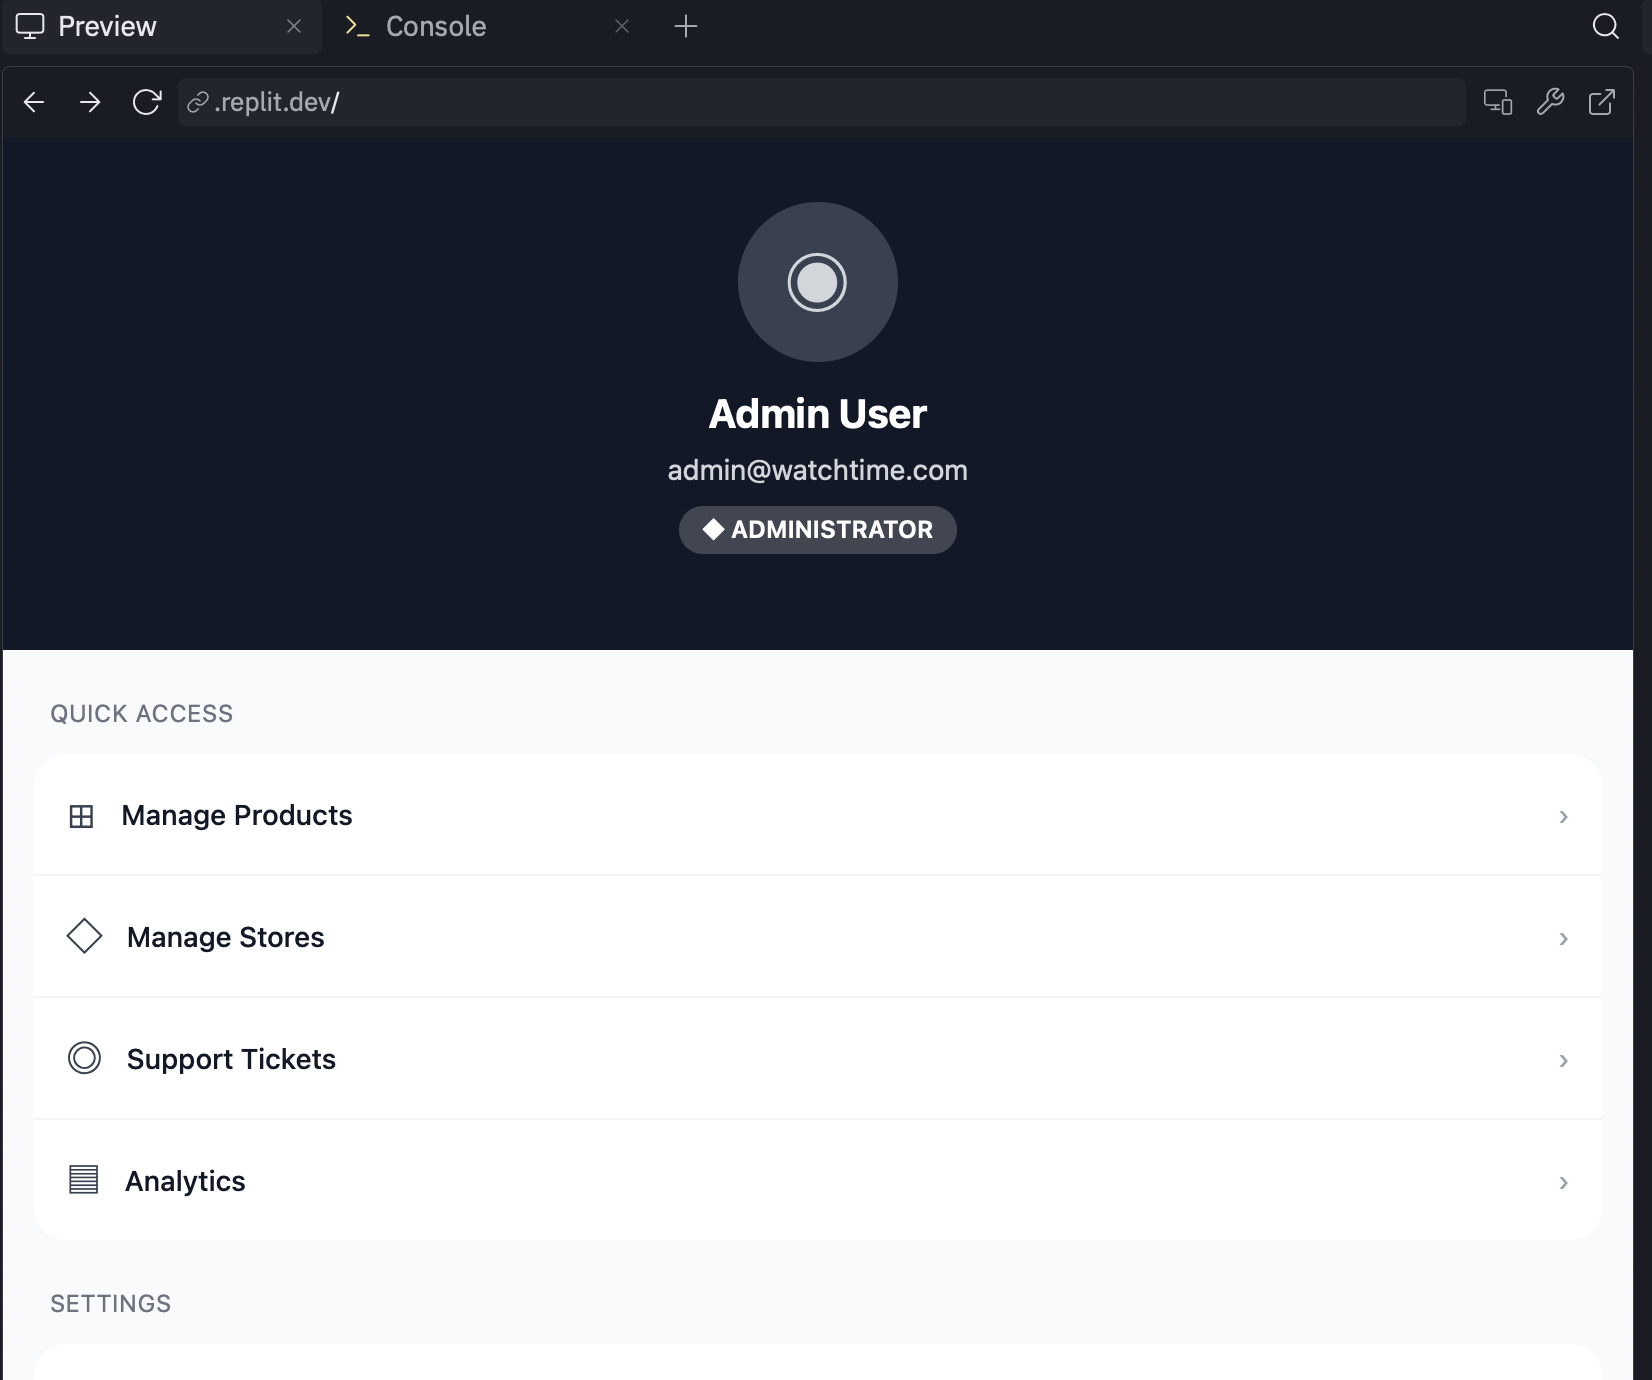 Preview
Console
.replit.dev/
Admin User
admin@watchtime.com
◆ ADMINISTRATOR
QUICK ACCESS
Manage Products
Manage Stores
Support Tickets
Analytics
SETTINGS